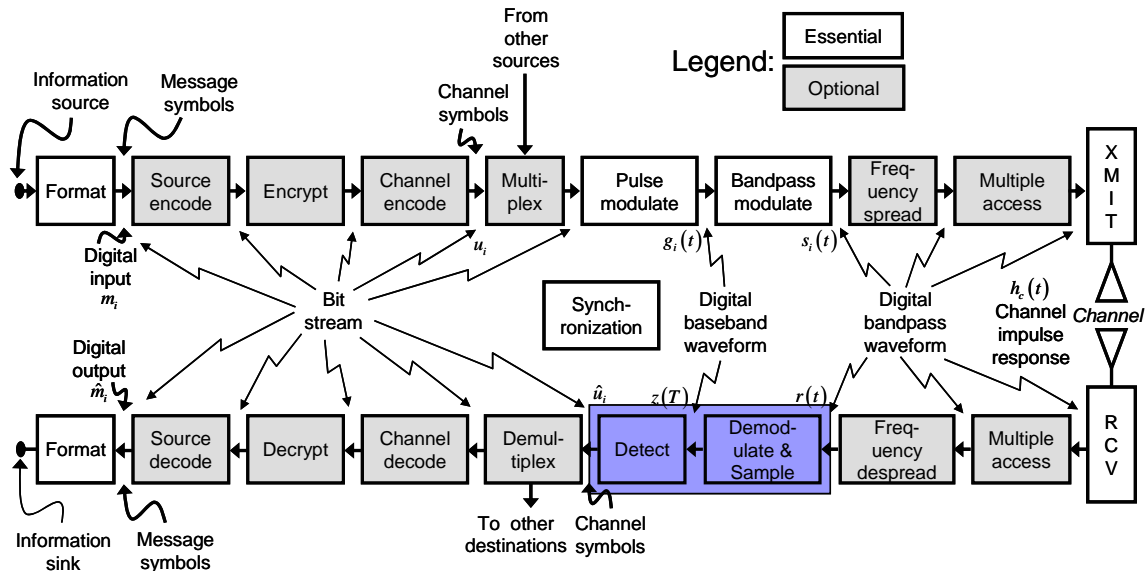 From
other
sources
Legend:
Essential
Optional
Information
source
Message
symbols
Channel
symbols
Format
Source
encode
Encrypt
Channel
encode
Multi-
plex
Pulse
modulate
Bandpass
modulate
Freq-
uency
spread
Multiple
access
X
M
I
T
Digital
input
m_i
u_i
g_i(t)
s_i(t)
Bit
stream
Synch-
ronization
Digital
baseband
waveform
Digital
bandpass
waveform
h_c(t)
Channel
impulse
response
Channel
Digital
output
m̂_i
û_i
z(T)
r(t)
Format
Source
decode
Decrypt
Channel
decode
Demul-
tiplex
Detect
Demod-
ulate &
Sample
Freq-
uency
despread
Multiple
access
R
C
V
Information
sink
Message
symbols
To other
destinations
Channel
symbols